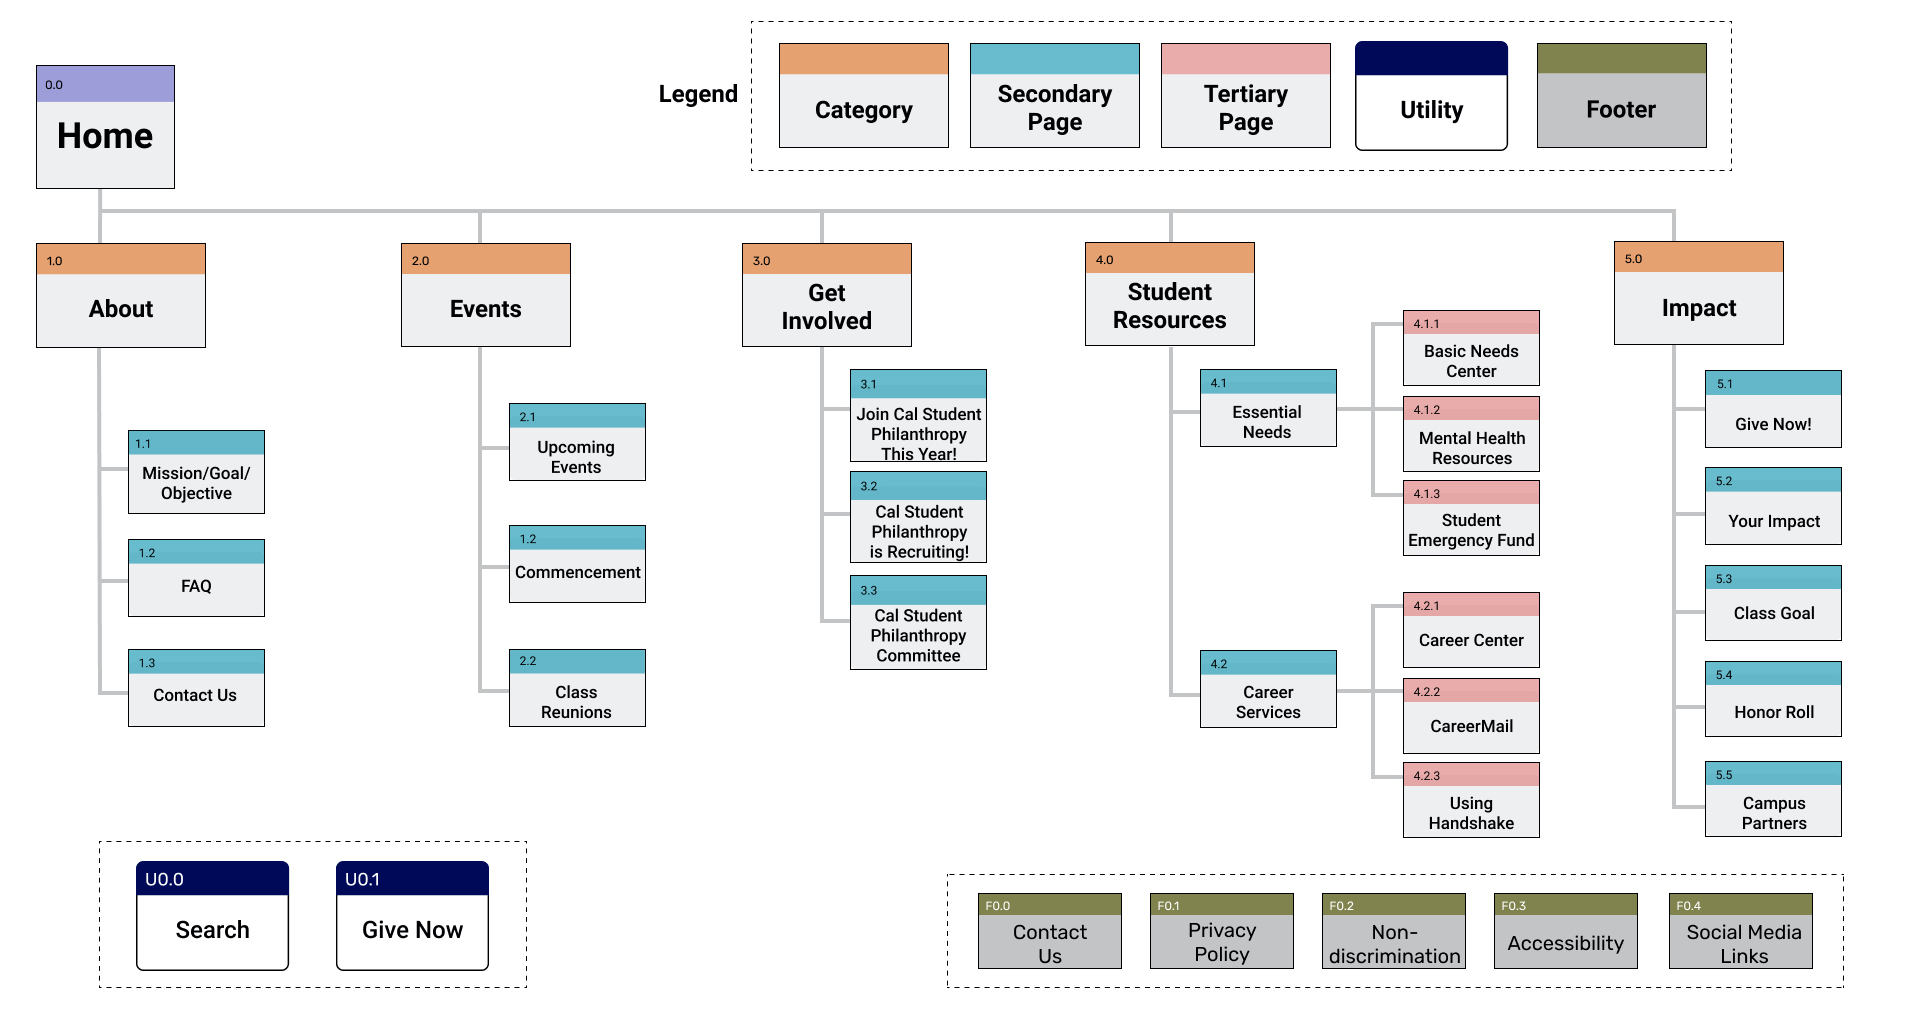 Legend
Category
Secondary
Page
Tertiary
Page
Utility
Footer
0.0
Home
1.0
About
1.1
Mission/Goal/
Objective
1.2
FAQ
1.3
Contact Us
2.0
Events
2.1
Upcoming
Events
1.2
Commencement
2.2
Class
Reunions
3.0
Get
Involved
3.1
Join Cal Student
Philanthropy
This Year!
3.2
Cal Student
Philanthropy
is Recruiting!
3.3
Cal Student
Philanthropy
Committee
4.0
Student
Resources
4.1
Essential
Needs
4.1.1
Basic Needs
Center
4.1.2
Mental Health
Resources
4.1.3
Student
Emergency Fund
4.2
Career
Services
4.2.1
Career Center
4.2.2
CareerMail
4.2.3
Using
Handshake
5.0
Impact
5.1
Give Now!
5.2
Your Impact
5.3
Class Goal
5.4
Honor Roll
5.5
Campus
Partners
U0.0
Search
U0.1
Give Now
F0.0
Contact
Us
F0.1
Privacy
Policy
F0.2
Non-
discrimination
F0.3
Accessibility
F0.4
Social Media
Links